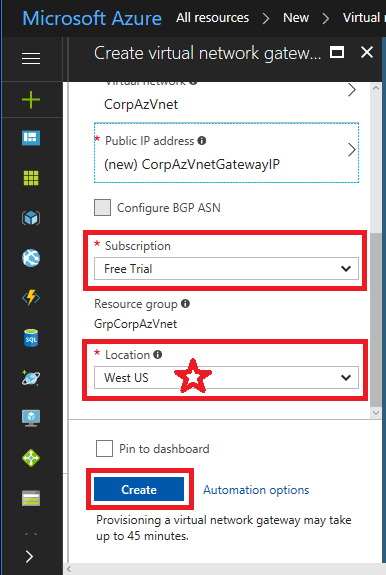 Microsoft Azure All resources > New > Virtual n
Create virtual network gatew...
Virtual network
CorpAzVnet
* Public IP address
(new) CorpAzVnetGatewayIP
Configure BGP ASN
* Subscription
Free Trial
Resource group
GrpCorpAzVnet
* Location
West US
Pin to dashboard
Create Automation options
Provisioning a virtual network gateway may take
up to 45 minutes.